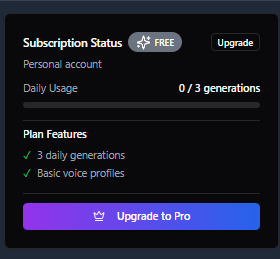 Subscription Status FREE Upgrade
Personal account
Daily Usage 0 / 3 generations
Plan Features
✓ 3 daily generations
✓ Basic voice profiles
Upgrade to Pro